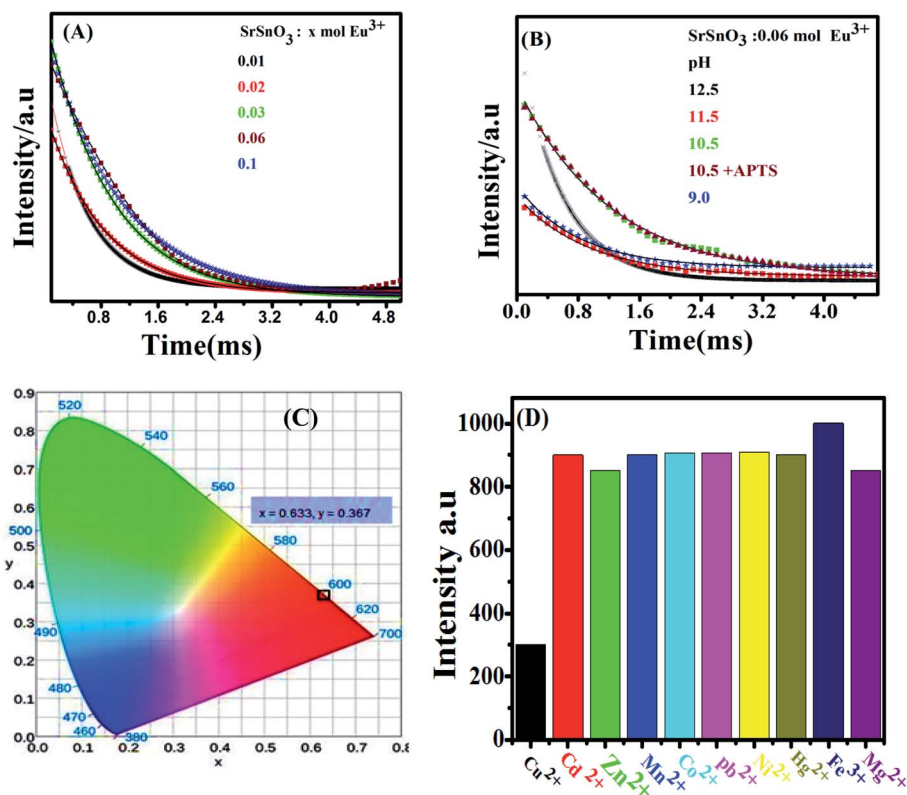 (A)
SrSnO3 : x mol Eu3+
0.01
0.02
0.03
0.06
0.1
Intensity/a.u
0.8 1.6 2.4 3.2 4.0 4.8
Time(ms)
(B)
SrSnO3 :0.06 mol Eu3+
pH
12.5
11.5
10.5
10.5 +APTS
9.0
Intensity/a.u
0.0 0.8 1.6 2.4 3.2 4.0
Time(ms)
(C)
0.9
0.8
0.7
0.6
0.5
0.4
0.3
0.2
0.1
0.0
y
520
540
560
x = 0.633, y = 0.367
500
580
600
620
490
700
480
470
460
380
0.0 0.1 0.2 0.3 0.4 0.5 0.6 0.7 0.8
x
(D)
1000
800
600
400
200
0
Intensity a.u
Cu2+ Cd 2+ Zn2+ Mn2+ Co2+ pb2+ Ni2+ Hg2+ Fe3+ Mg2+